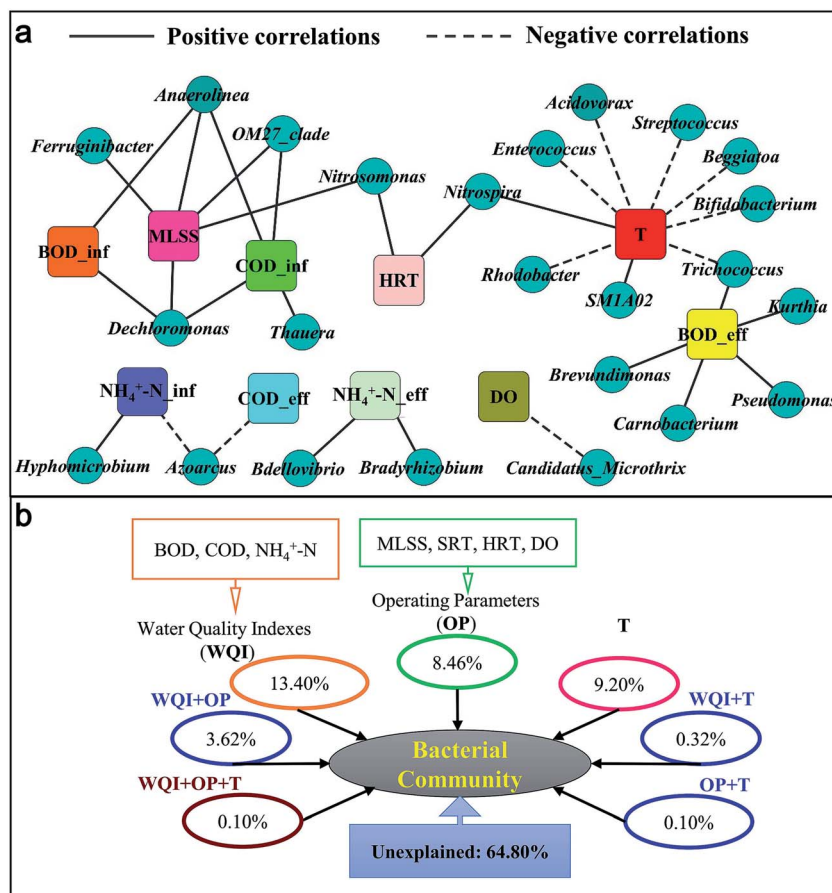 a
Positive correlations
Negative correlations
Anaerolinea
Acidovorax
OM27_clade
Streptococcus
Ferruginibacter
Enterococcus
Beggiatoa
Nitrosomonas
Nitrospira
Bifidobacterium
MLSS
T
BOD_inf
COD_inf
HRT
Rhodobacter
Trichococcus
SM1A02
Kurthia
Dechloromonas
Thauera
BOD_eff
Brevundimonas
NH₄⁺-N_inf
COD_eff
NH₄⁺-N_eff
DO
Pseudomonas
Carnobacterium
Hyphomicrobium
Azoarcus
Bdellovibrio
Bradyrhizobium
Candidatus_Microthrix
b
BOD, COD, NH₄⁺-N
MLSS, SRT, HRT, DO
Operating Parameters
(OP)
Water Quality Indexes
(WQI)
T
8.46%
13.40%
9.20%
WQI+OP
WQI+T
3.62%
Bacterial
Community
0.32%
WQI+OP+T
OP+T
0.10%
0.10%
Unexplained: 64.80%